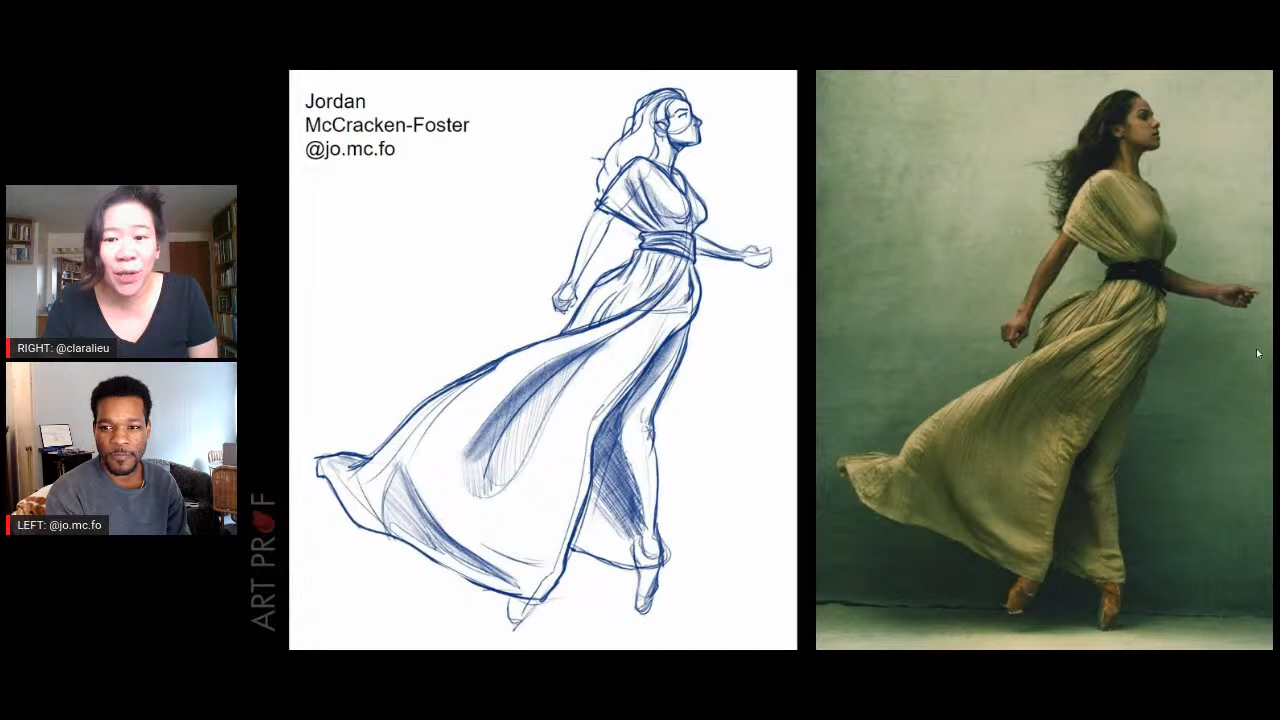 Jordan
McCracken-Foster
@jo.mc.fo
RIGHT: @claralieu
LEFT: @jo.mc.fo
ART PROF